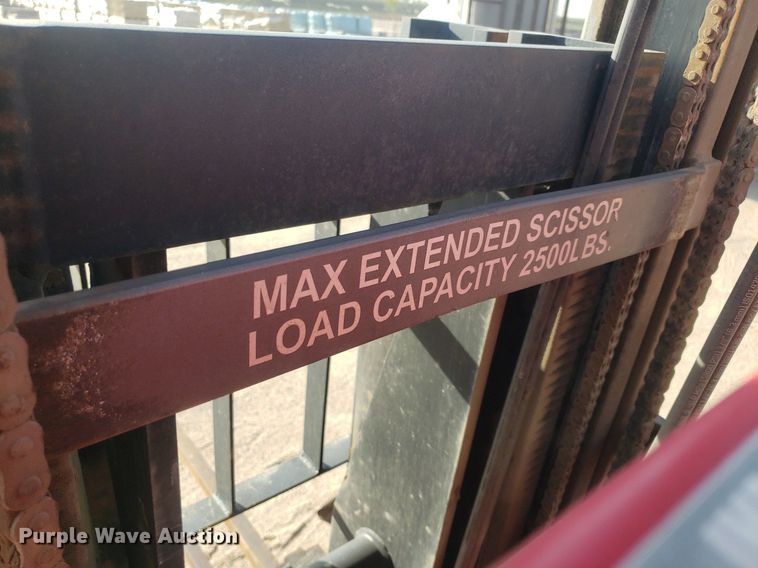 MAX EXTENDED SCISSOR
LOAD CAPACITY 2500LBS.
Purple Wave Auction